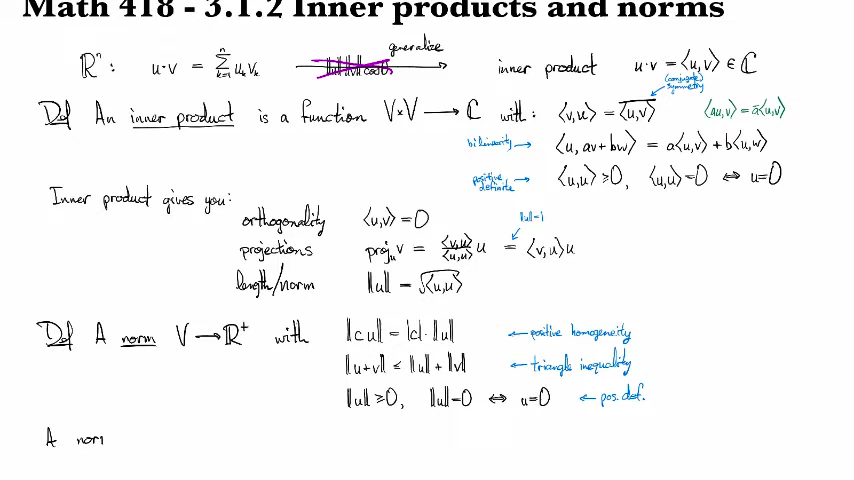 Math 418 - 3.1.2 Inner products and norms
ℝⁿ: u·v = Σₖ₌₁ⁿ uₖvₖ generalize inner product u·v = ⟨u,v⟩ ∈ ℂ
(conjugate) symmetry
Def An inner product is a function V×V → ℂ with: ⟨v,u⟩ = \overline{⟨u,v⟩} ⟨au,v⟩ = ā⟨u,v⟩
bilinearity → ⟨u, av+bw⟩ = a⟨u,v⟩ + b⟨u,w⟩
positive definite → ⟨u,u⟩ ≥ 0, ⟨u,u⟩ = 0 ⇔ u=0
Inner product gives you:
orthogonality ⟨u,v⟩ = 0
‖u‖=1
projections proj_u v = ⟨v,u⟩/⟨u,u⟩ u = ⟨v,u⟩u
length/norm ‖u‖ = √⟨u,u⟩
Def A norm V → ℝ⁺ with ‖cu‖ = |c|·‖u‖ ← positive homogeneity
‖u+v‖ ≤ ‖u‖ + ‖v‖ ← triangle inequality
‖u‖ ≥ 0, ‖u‖ = 0 ⇔ u=0 ← pos. def.
A nor